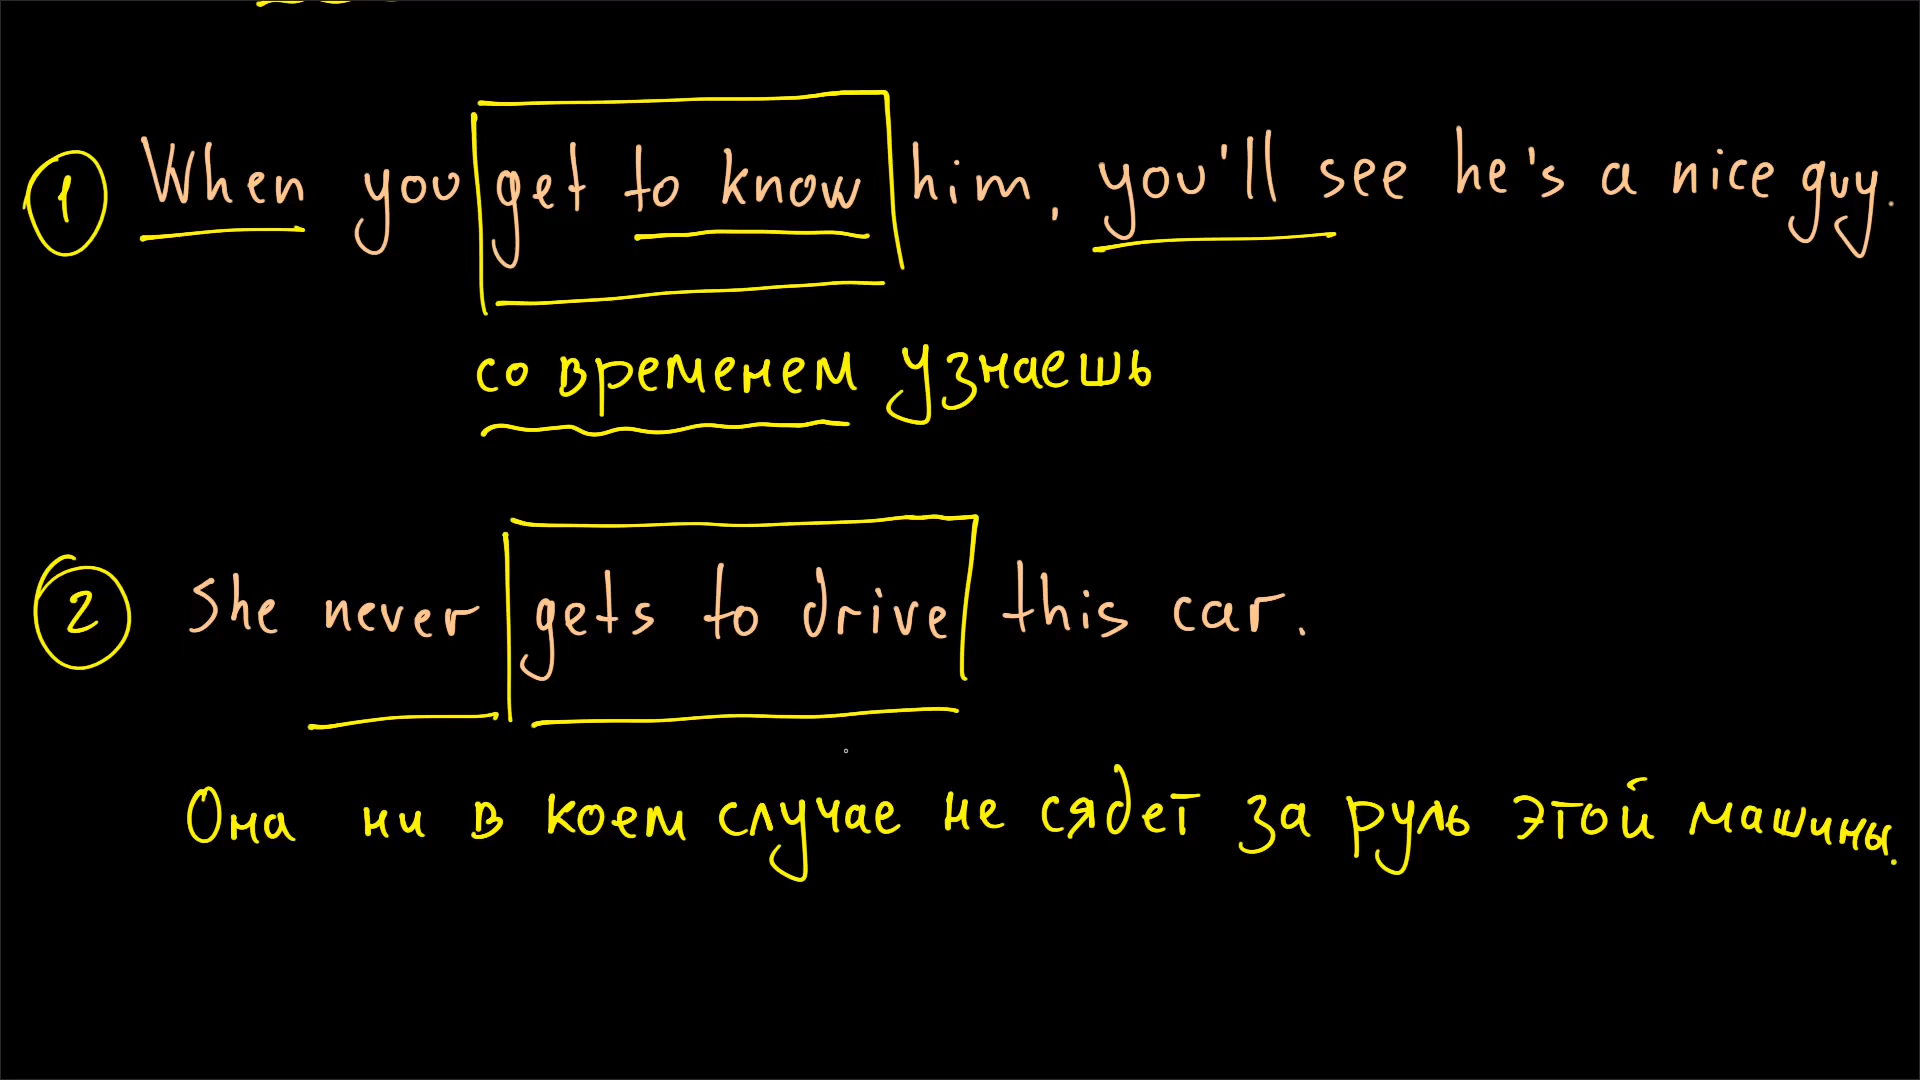 1 When you get to know him, you'll see he's a nice guy.
со временем узнаешь
2 She never gets to drive this car.
Она ни в коем случае не сядет за руль этой машины.